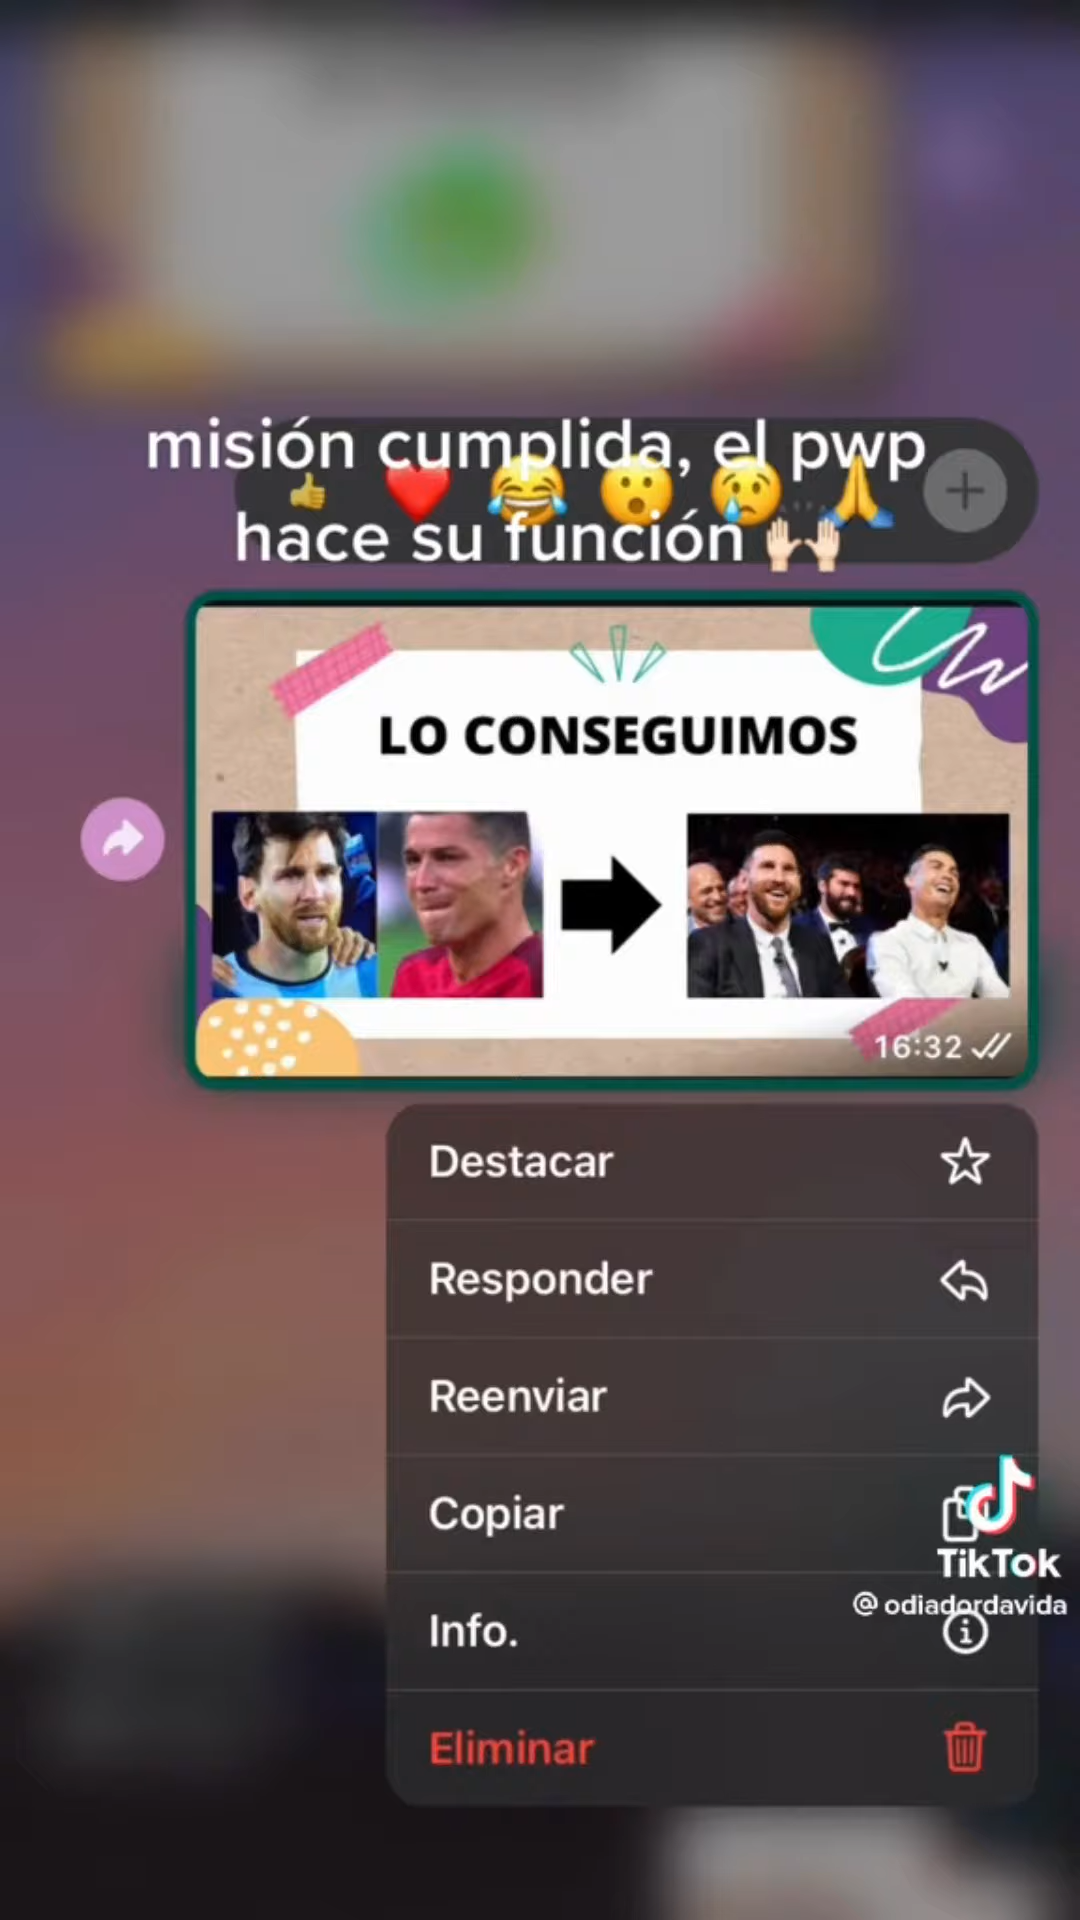 misión cumplida, el pwp
hace su función 🙌🏻
LO CONSEGUIMOS
16:32
Destacar
Responder
Reenviar
Copiar
Info.
Eliminar
TikTok
@odiadordavida